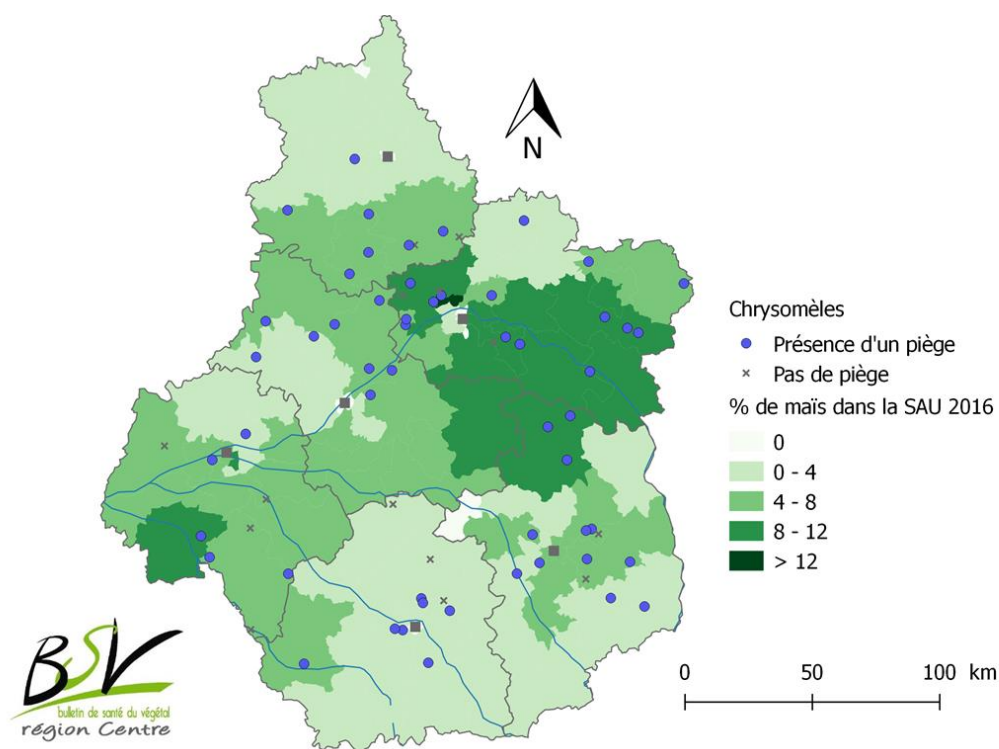 N
Chrysomèles
Présence d'un piège
Pas de piège
% de maïs dans la SAU 2016
0
0 - 4
4 - 8
8 - 12
> 12
0 50 100 km
BSV
bulletin de santé du végétal
région Centre